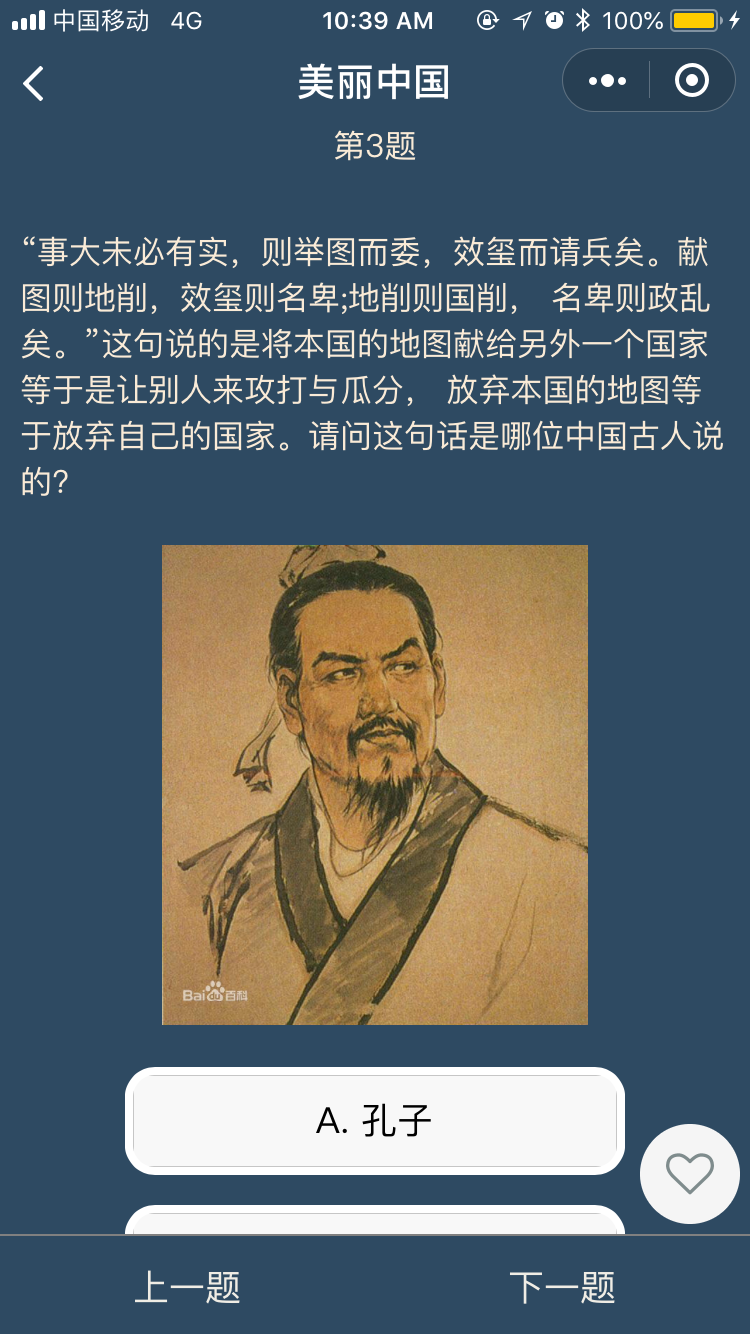 中国移动 4G 10:39 AM 100%
美丽中国
第3题
“事大未必有实，则举图而委，效玺而请兵矣。献
图则地削，效玺则名卑;地削则国削， 名卑则政乱
矣。”这句说的是将本国的地图献给另外一个国家
等于是让别人来攻打与瓜分， 放弃本国的地图等
于放弃自己的国家。请问这句话是哪位中国古人说
的?
Bai du 百科
A. 孔子
上一题 下一题